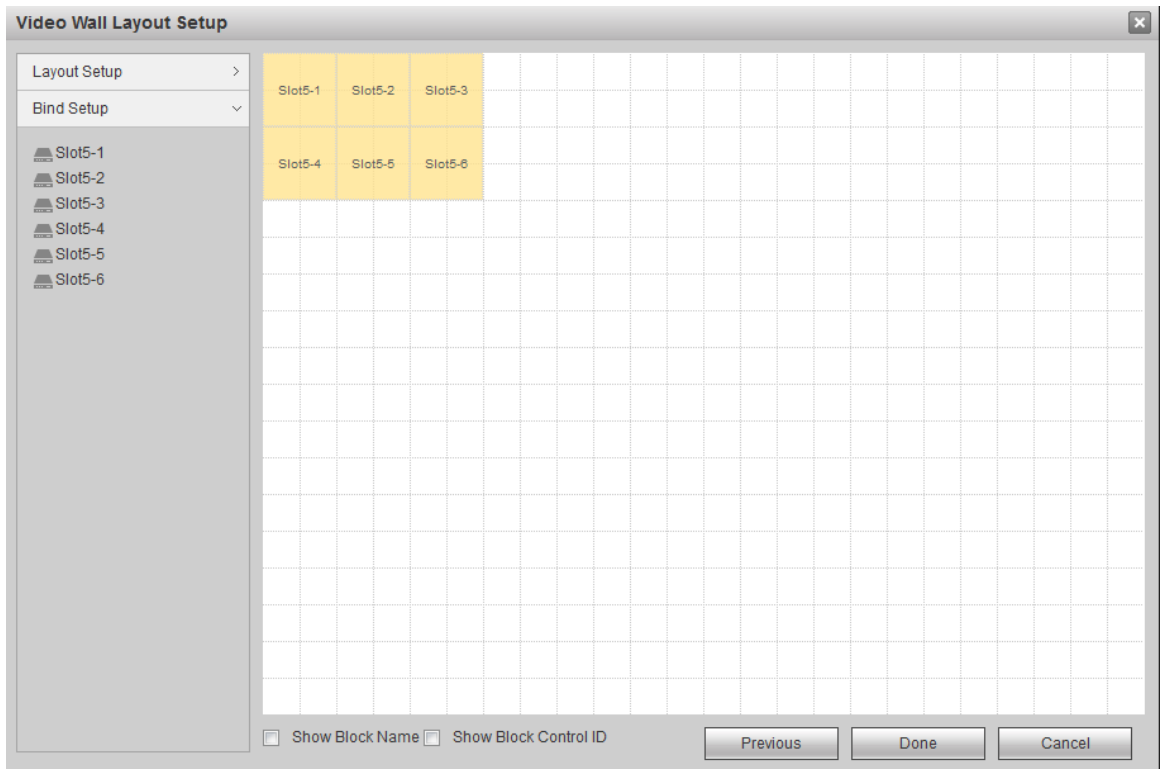 Video Wall Layout Setup
Layout Setup
Bind Setup
Slot5-1
Slot5-2
Slot5-3
Slot5-4
Slot5-5
Slot5-6
Slot5-1 Slot5-2 Slot5-3
Slot5-4 Slot5-5 Slot5-6
Show Block Name Show Block Control ID
Previous Done Cancel